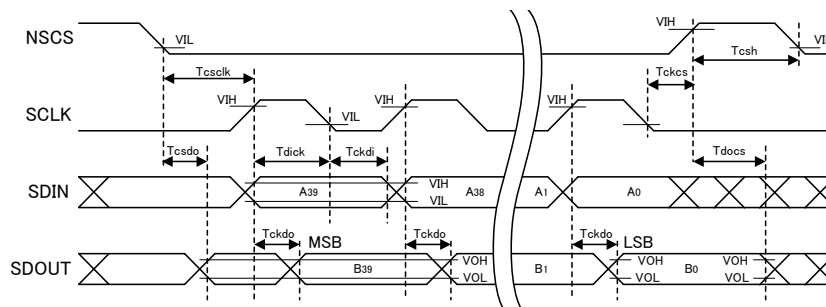 NSCS VIL VIH Tcsh VI
Tcsclk Tckcs
SCLK VIH VIL VIH VIH
Tcsdo Tdick Tckdi Tdocs
SDIN A39 VIH VIL A38 A1 A0
Tckdo MSB Tckdo Tckdo LSB
SDOUT B39 VOH VOL B1 VOH VOL B0 VOH VOL